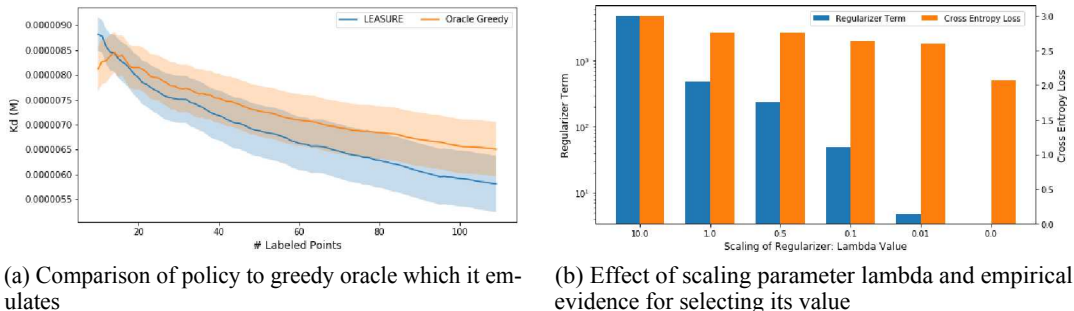 LEASURE Oracle Greedy
0.0000090
0.0000085
0.0000080
0.0000075
0.0000070
0.0000065
0.0000060
0.0000055
Kd (M)
20 40 60 80 100
# Labeled Points
(a) Comparison of policy to greedy oracle which it em-
ulates
Regularizer Term Cross Entropy Loss
10³
10²
10¹
Regularizer Term
3.0
2.5
2.0
1.5
1.0
0.5
0.0
Cross Entropy Loss
10.0 1.0 0.5 0.1 0.01 0.0
Scaling of Regularizer: Lambda Value
(b) Effect of scaling parameter lambda and empirical
evidence for selecting its value